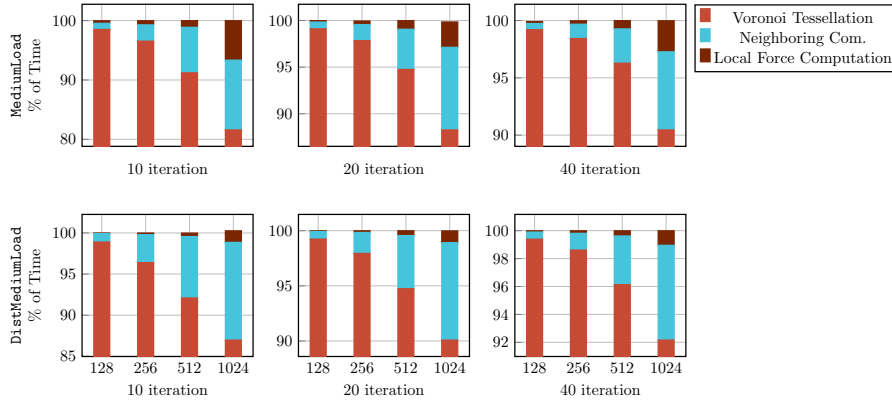 100
90
80
MediumLoad
% of Time
10 iteration
100
95
90
20 iteration
100
95
90
40 iteration
Voronoi Tessellation
Neighboring Com.
Local Force Computation
100
95
90
85
DistMediumLoad
% of Time
128 256 512 1024
10 iteration
100
95
90
128 256 512 1024
20 iteration
100
98
96
94
92
128 256 512 1024
40 iteration